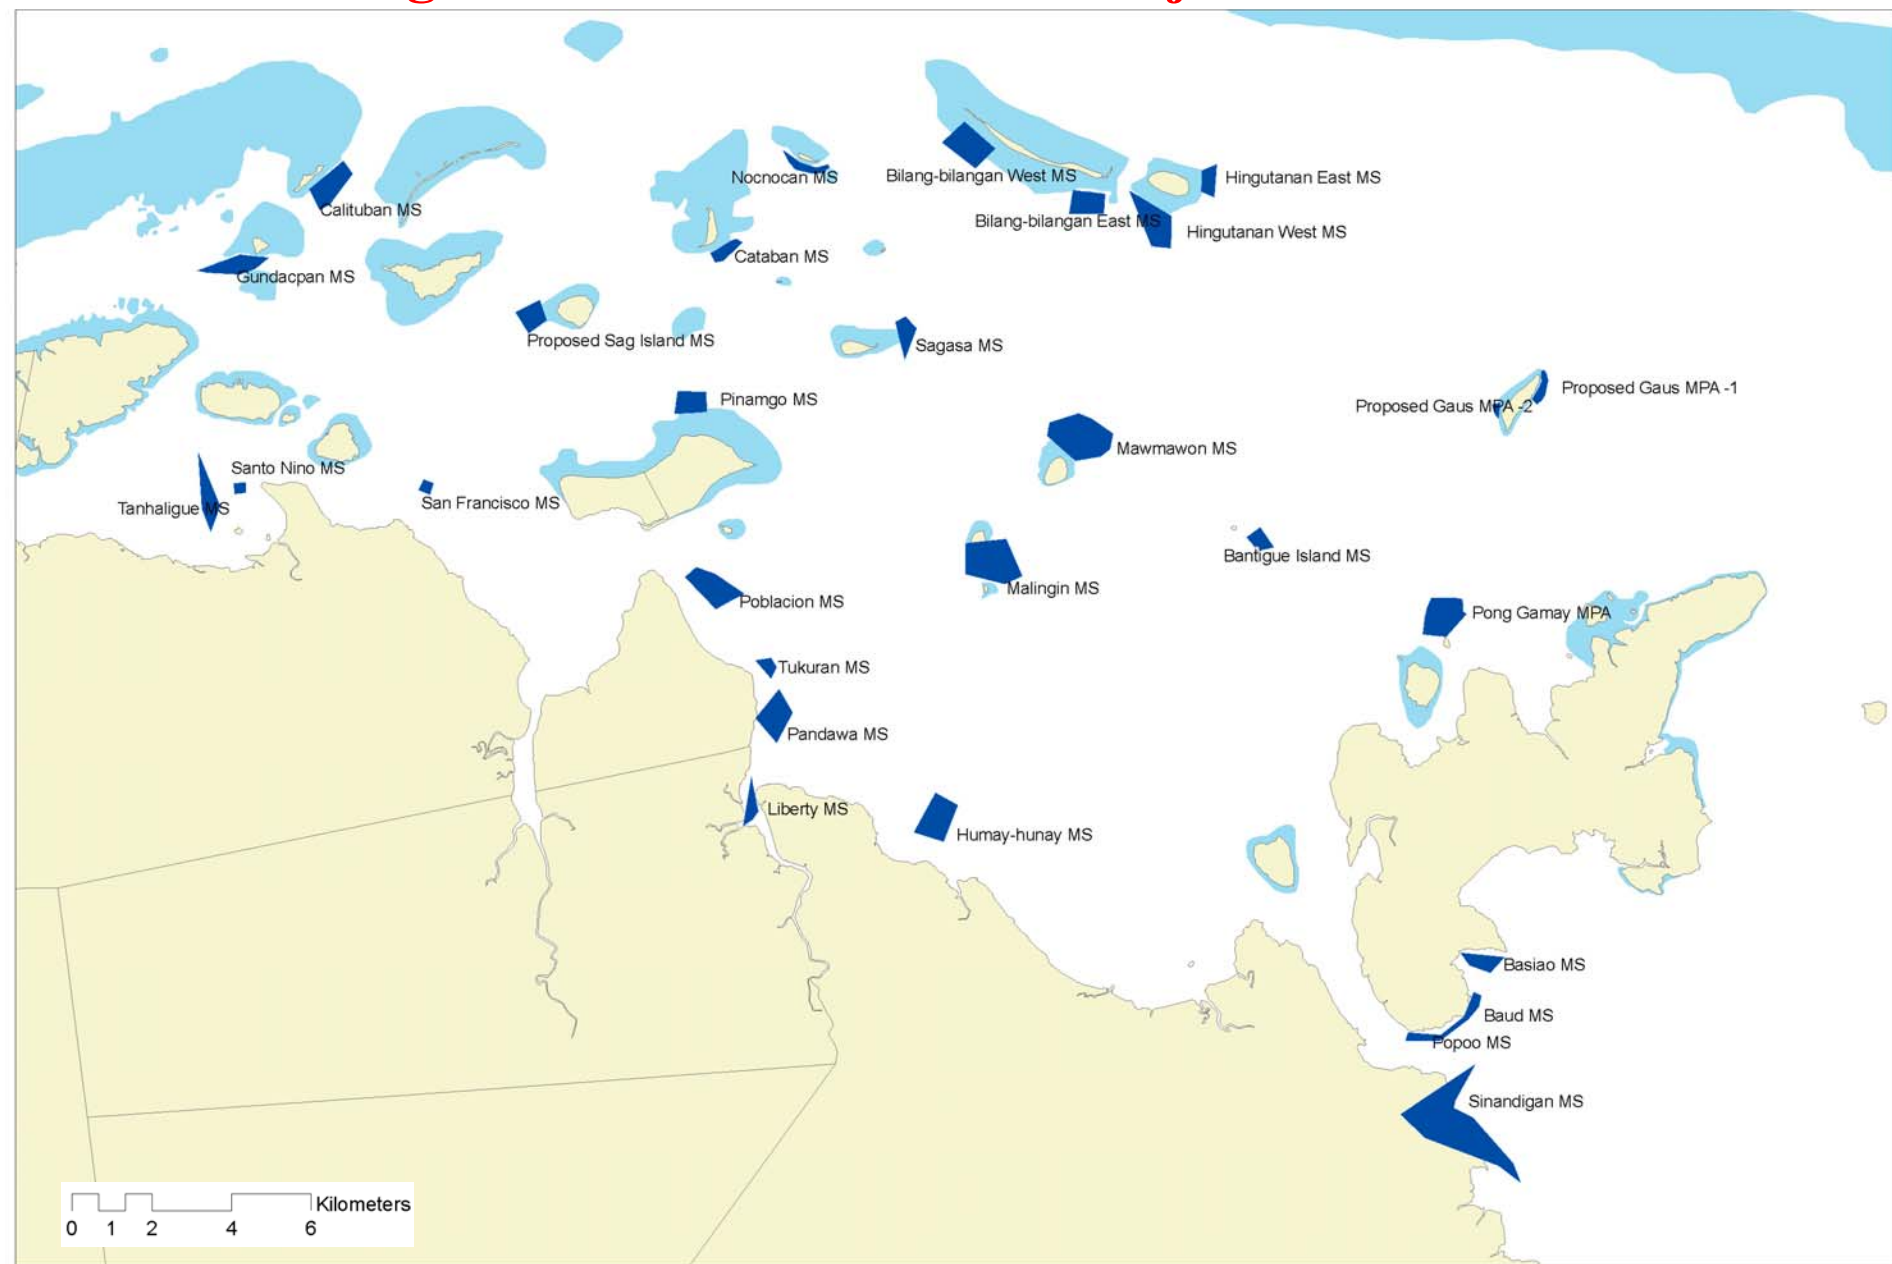 Nocnocan MS
Bilang-bilangan West MS
Hingutanan East MS
Calituban MS
Bilang-bilangan East MS
Hingutanan West MS
Cataban MS
Gundacpan MS
Proposed Sag Island MS
Sagasa MS
Proposed Gaus MPA -1
Pinamgo MS
Proposed Gaus MPA -2
Mawmawon MS
Santo Nino MS
San Francisco MS
Tanhaligue MS
Bantigue Island MS
Malingin MS
Poblacion MS
Pong Gamay MPA
Tukuran MS
Pandawa MS
Liberty MS
Humay-hunay MS
Basiao MS
Baud MS
Popoo MS
Sinandigan MS
Kilometers
0 1 2 4 6